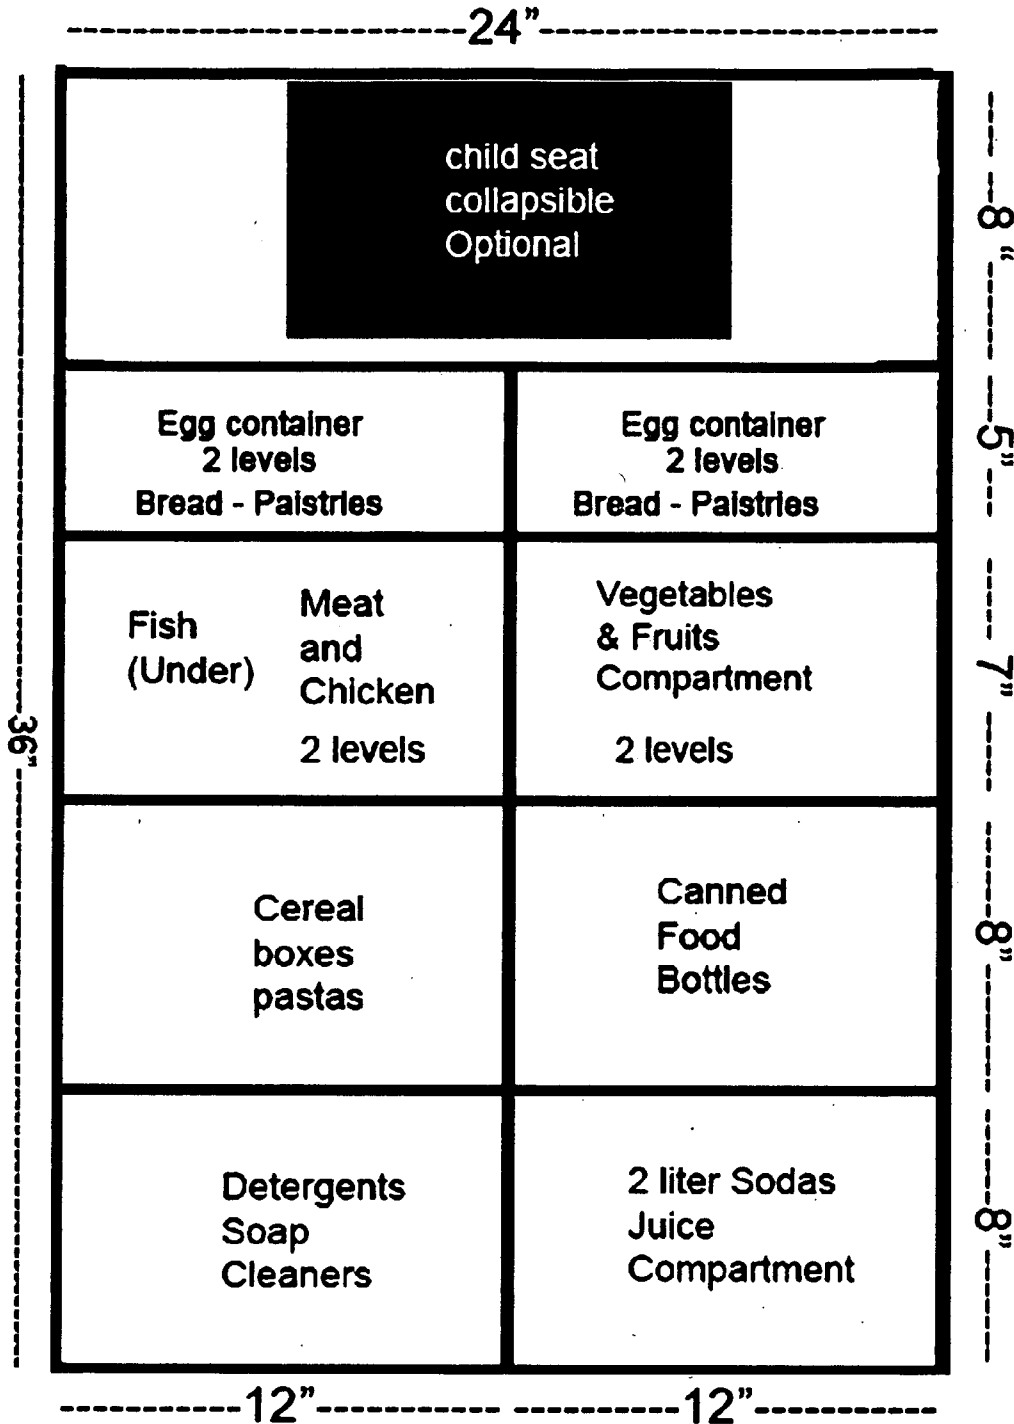 24”
child seat
collapsible
Optional
8 “
Egg container
2 levels
Bread - Paistries
Egg container
2 levels
Bread - Paistries
5”
Fish
(Under)
Meat
and
Chicken
2 levels
Vegetables
& Fruits
Compartment
2 levels
7”
36”
Cereal
boxes
pastas
Canned
Food
Bottles
8”
Detergents
Soap
Cleaners
2 liter Sodas
Juice
Compartment
8”
12”
12”